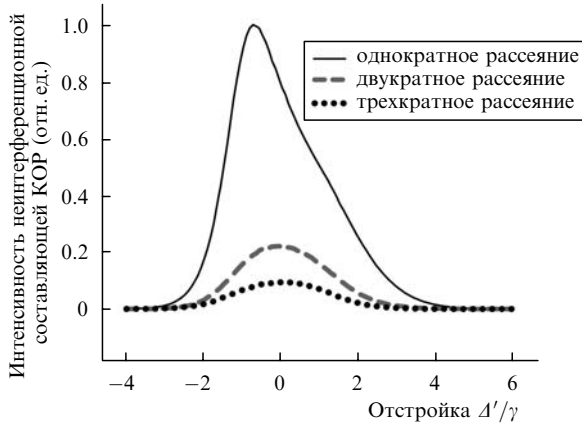 Интенсивность неинтерференционной
составляющей КОР (отн. ед.)
1.0
0.8
0.6
0.4
0.2
0
однократное рассеяние
двукратное рассеяние
трехкратное рассеяние
−4 −2 0 2 4 6
Отстройка Δ′/γ